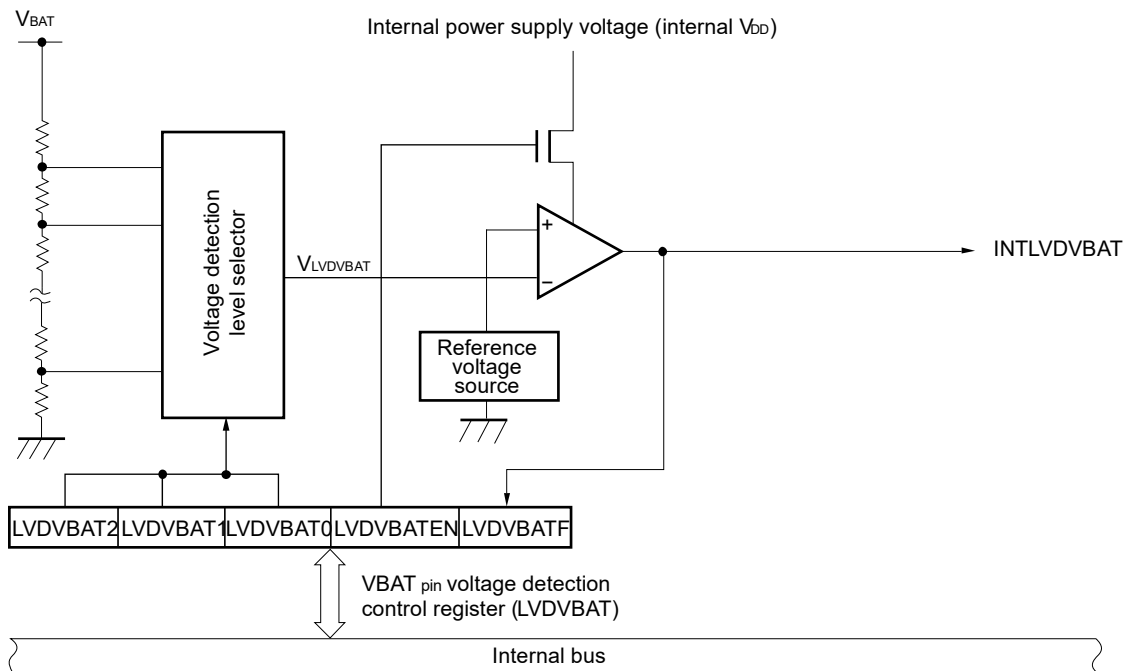 VBAT
Internal power supply voltage (internal VDD)
Voltage detection
level selector
VLVDVBAT
+
−
INTLVDVBAT
Reference
voltage
source
LVDVBAT2 LVDVBAT1 LVDVBAT0 LVDVBATEN LVDVBATF
VBAT pin voltage detection
control register (LVDVBAT)
Internal bus